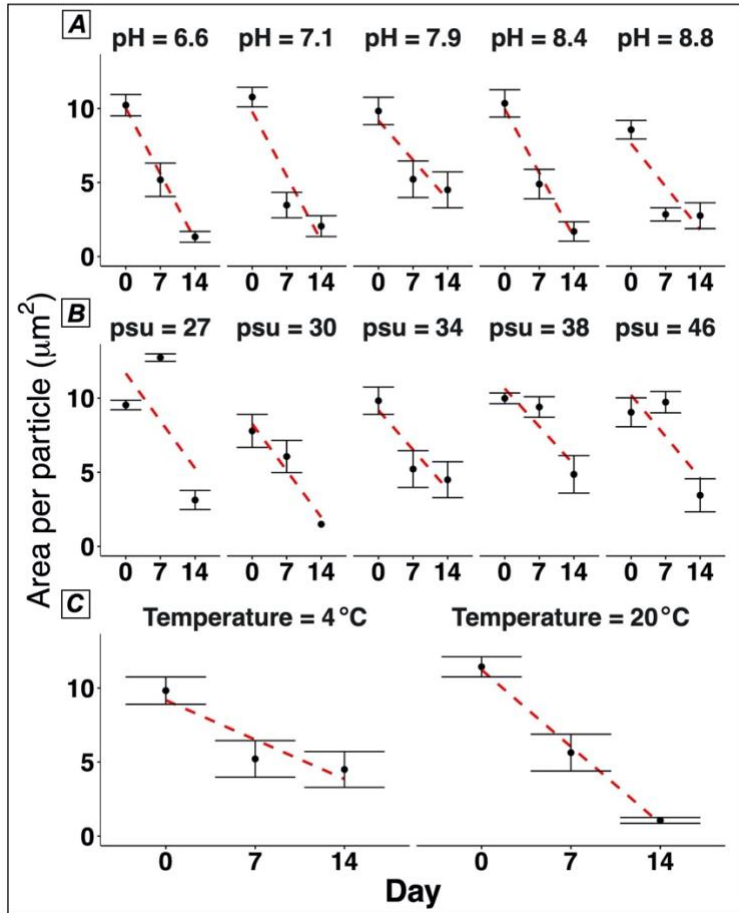 A
pH = 6.6 pH = 7.1 pH = 7.9 pH = 8.4 pH = 8.8
10
5
0
0 7 14 0 7 14 0 7 14 0 7 14 0 7 14
B
psu = 27 psu = 30 psu = 34 psu = 38 psu = 46
10
5
0
0 7 14 0 7 14 0 7 14 0 7 14 0 7 14
Area per particle (μm²)
C
Temperature = 4°C Temperature = 20°C
10
5
0
0 7 14 0 7 14
Day